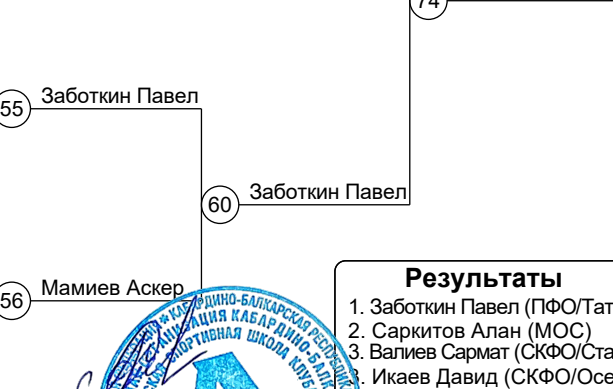 74
55 Заботкин Павел
60 Заботкин Павел
56 Мамиев Аскер
Результаты
1. Заботкин Павел (ПФО/Тат
2. Саркитов Алан (МОС)
3. Валиев Сармат (СКФО/Ста
3. Икаев Давид (СКФО/Осе